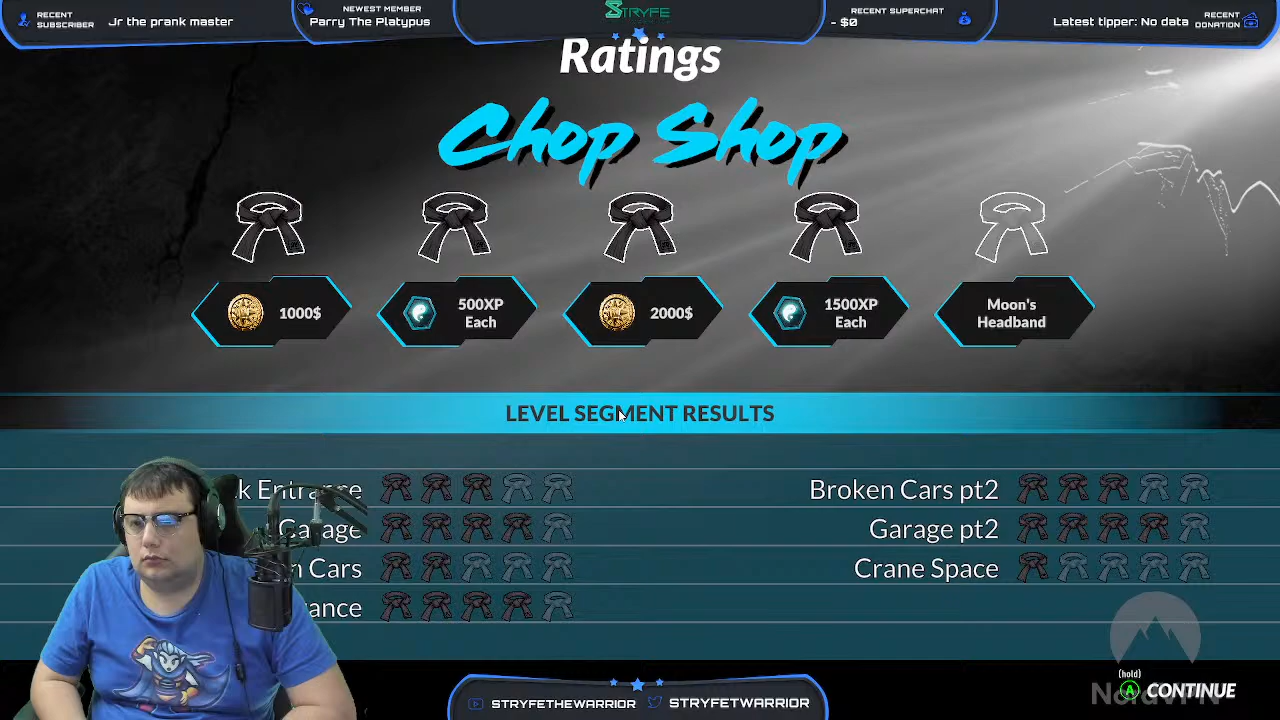 RECENT SUBSCRIBER
Jr the prank master
NEWEST MEMBER
Parry The Platypus
STRYFE
RECENT SUPERCHAT
- $0
Latest tipper: No data
RECENT DONATION
Ratings
Chop Shop
1000$
500XP
Each
2000$
1500XP
Each
Moon's
Headband
LEVEL SEGMENT RESULTS
Entrance
Broken Cars pt2
Garage
Garage pt2
Cars
Crane Space
(hold)
A CONTINUE
NordVPN
STRYFETHEWARRIOR
STRYFETWARRIOR